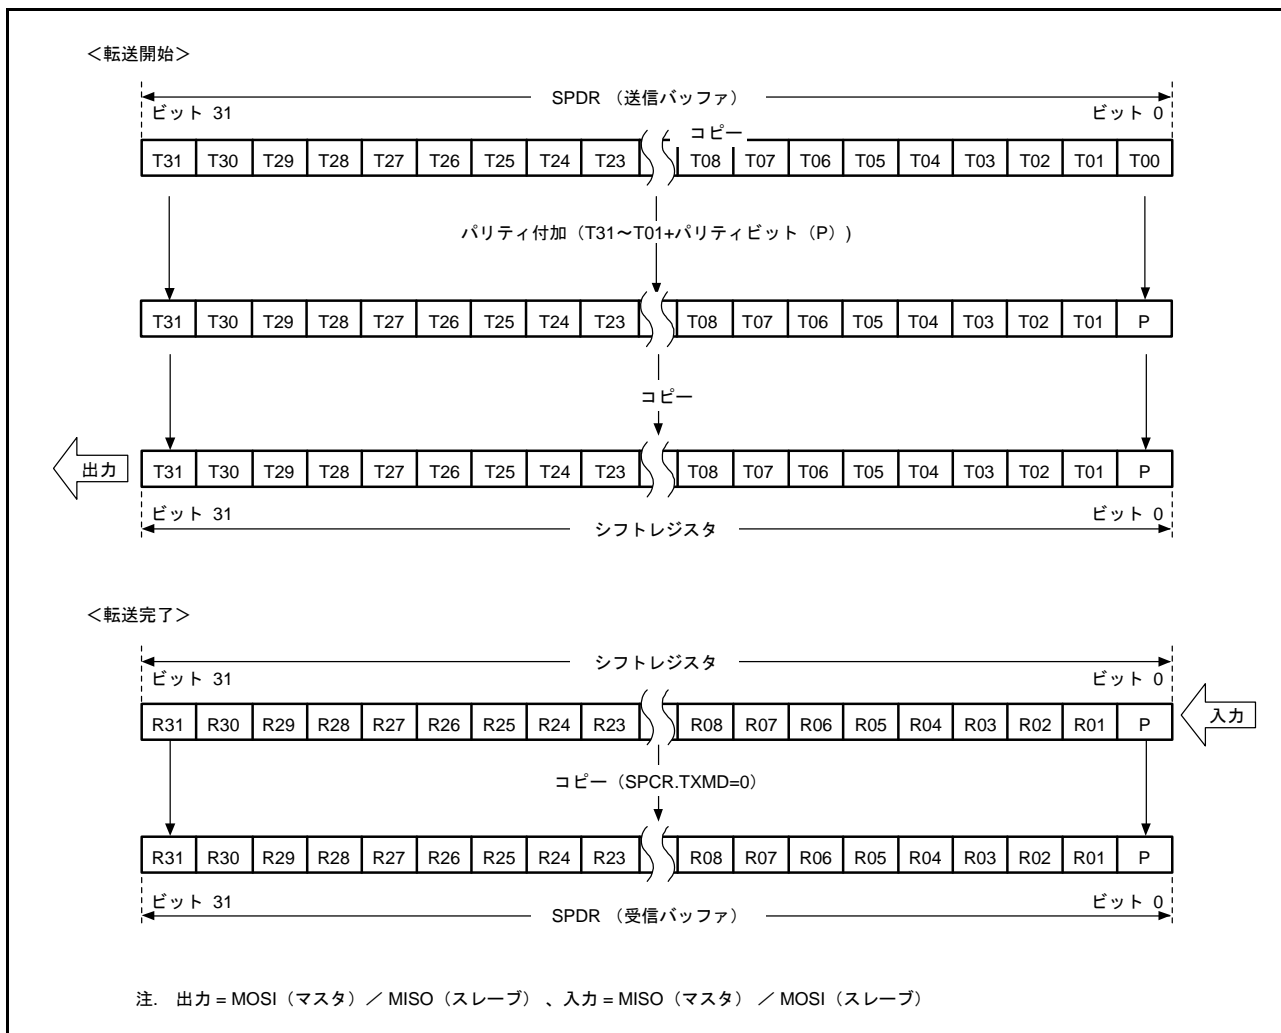 ＜転送開始＞
SPDR （送信バッファ）
ビット 31 ビット 0
コピー
T31 T30 T29 T28 T27 T26 T25 T24 T23 T08 T07 T06 T05 T04 T03 T02 T01 T00
パリティ付加（T31～T01+パリティビット（P）)
T31 T30 T29 T28 T27 T26 T25 T24 T23 T08 T07 T06 T05 T04 T03 T02 T01 P
コピー
出力 T31 T30 T29 T28 T27 T26 T25 T24 T23 T08 T07 T06 T05 T04 T03 T02 T01 P
ビット 31 ビット 0
シフトレジスタ
＜転送完了＞
シフトレジスタ
ビット 31 ビット 0
R31 R30 R29 R28 R27 R26 R25 R24 R23 R08 R07 R06 R05 R04 R03 R02 R01 P 入力
コピー（SPCR.TXMD=0）
R31 R30 R29 R28 R27 R26 R25 R24 R23 R08 R07 R06 R05 R04 R03 R02 R01 P
ビット 31 ビット 0
SPDR （受信バッファ）
注. 出力 = MOSI（マスタ）／ MISO（スレーブ）、入力 = MISO（マスタ）／ MOSI（スレーブ）